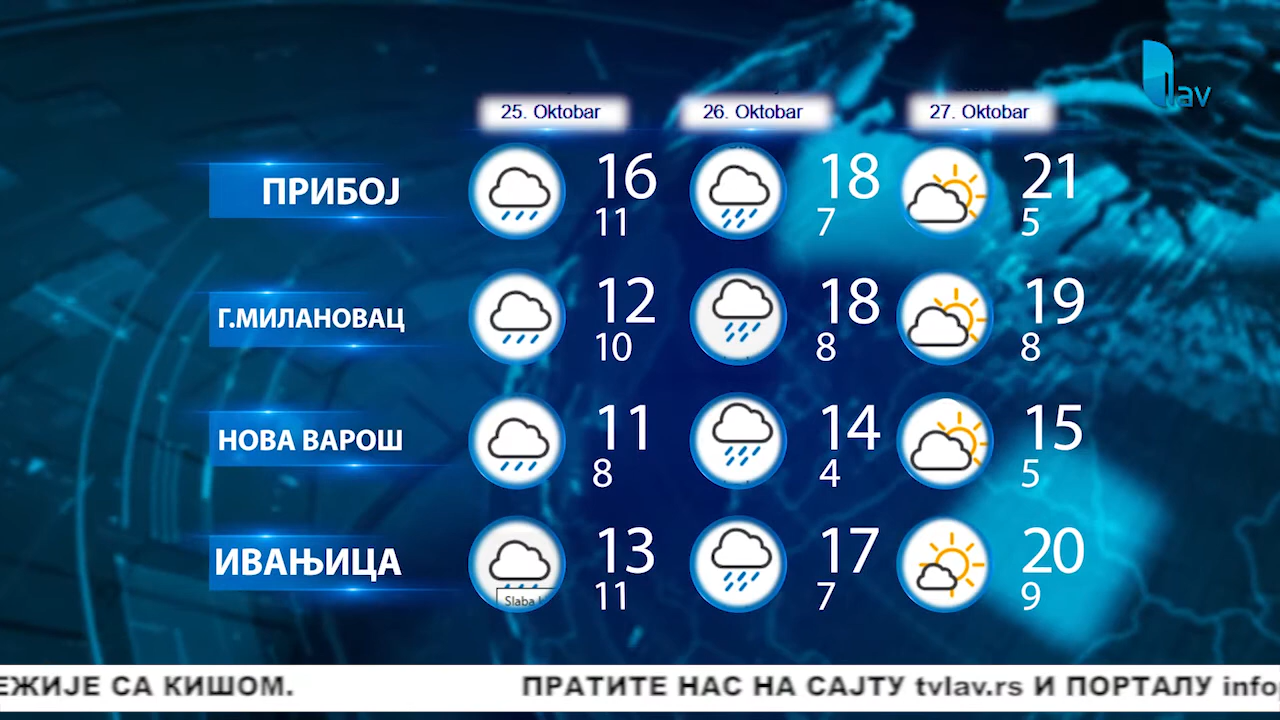 lav
25. Oktobar 26. Oktobar 27. Oktobar
ПРИБОЈ 16 18 21
11 7 5
Г.МИЛАНОВАЦ 12 18 19
10 8 8
НОВА ВАРОШ 11 14 15
8 4 5
ИВАЊИЦА 13 17 20
Slaba 11 7 9
ЕЖИЈЕ СА КИШОМ. ПРАТИТЕ НАС НА САЈТУ tvlav.rs И ПОРТАЛУ infop